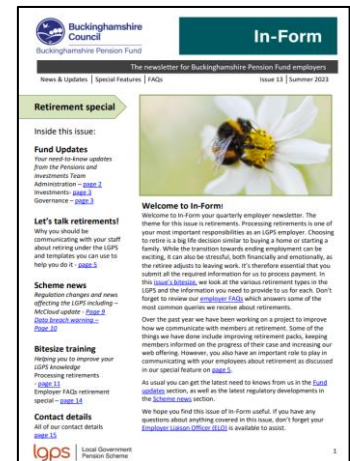 Buckinghamshire
Council
Buckinghamshire Pension Fund
In-Form
The newsletter for Buckinghamshire Pension Fund employers
News & Updates | Special Features | FAQs
Issue 13 | Summer 2023
Retirement special
Inside this issue:
Fund Updates
Your need-to-know updates
from the Pensions and
Investments Team
Administration – page 2
Investments- page 3
Governance – page 3
Let's talk retirements!
Why you should be
communicating with your staff
about retiring under the LGPS
and templates you can use to
help you do it - page 5
Scheme news
Regulation changes and news
affecting the LGPS including –
McCloud update - Page 9
Data breach warning –
Page 10
Bitesize training
Helping you to improve your
LGPS knowledge
Processing retirements
- page 11
Employer FAQs retirement
special – page 14
Contact details
All of our contact details
page 15
Welcome to In-Form!
Welcome to In-Form your quarterly employer newsletter. The
theme for this issue is retirements. Processing retirements is one of
your most important responsibilities as an LGPS employer. Choosing
to retire is a big life decision similar to buying a home or starting a
family. While the transition towards ending employment can be
exciting, it can also be stressful, both financially and emotionally, as
the retiree adjusts to leaving work. It's therefore essential that you
submit all the required information for us to process in payment. In
this issue's bitesize, we look at the various retirement types in the
LGPS and the information you need to provide to us for each. Don't
forget to review our employer FAQs which answers some of the
most common queries we receive about retirements.
Over the past year we have been working on a project to improve
how we communicate with members at retirement. Some of the
things we have done include improving retirement packs, keeping
members informed on the progress of their case and increasing our
web offering. However, you also have an important role to play in
communicating with your employees about retirement as discussed
in our special feature on page 5.
As usual you can get the latest need to knows from us in the Fund
updates section, as well as the latest regulatory developments in
the Scheme news section.
We hope you find this issue of In-Form useful. If you have any
questions about anything covered in this issue, don't forget your
Employer Liaison Officer (ELO) is available to assist.
lgps Local Government
Pension Scheme
1